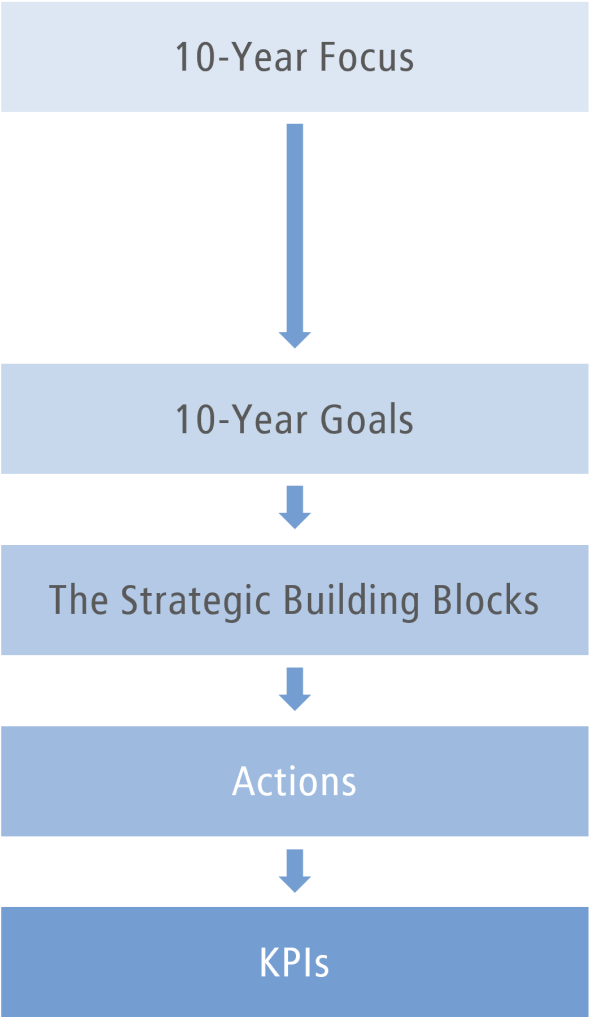 10-Year Focus
10-Year Goals
The Strategic Building Blocks
Actions
KPIs